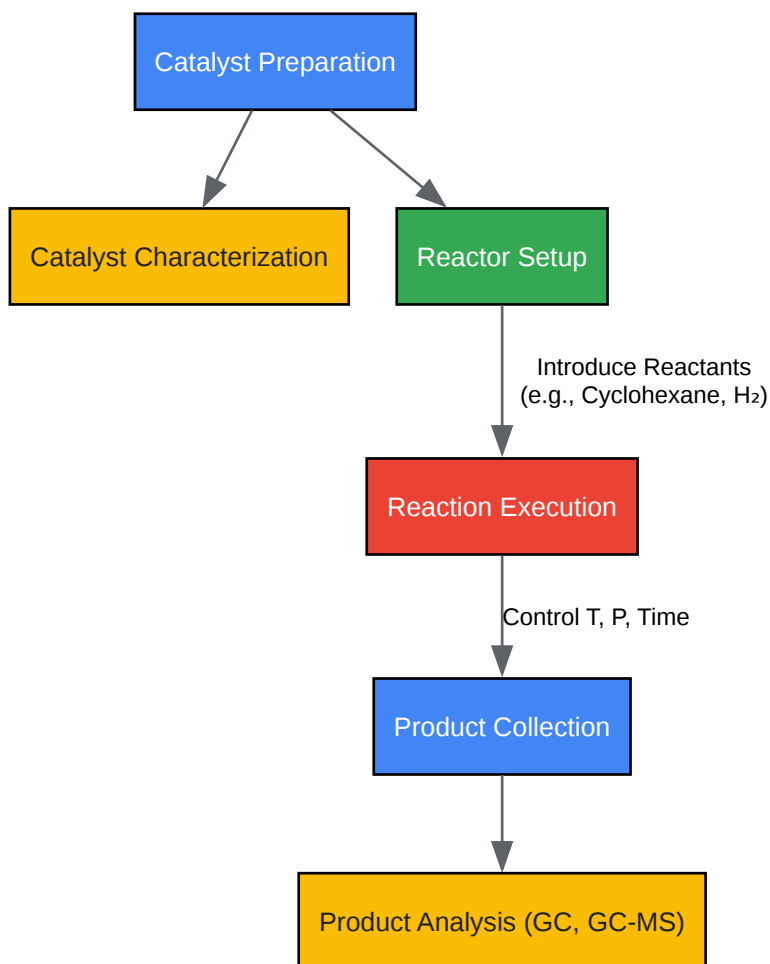 Catalyst Preparation
Catalyst Characterization
Reactor Setup
Introduce Reactants
(e.g., Cyclohexane, H₂)
Reaction Execution
Control T, P, Time
Product Collection
Product Analysis (GC, GC-MS)